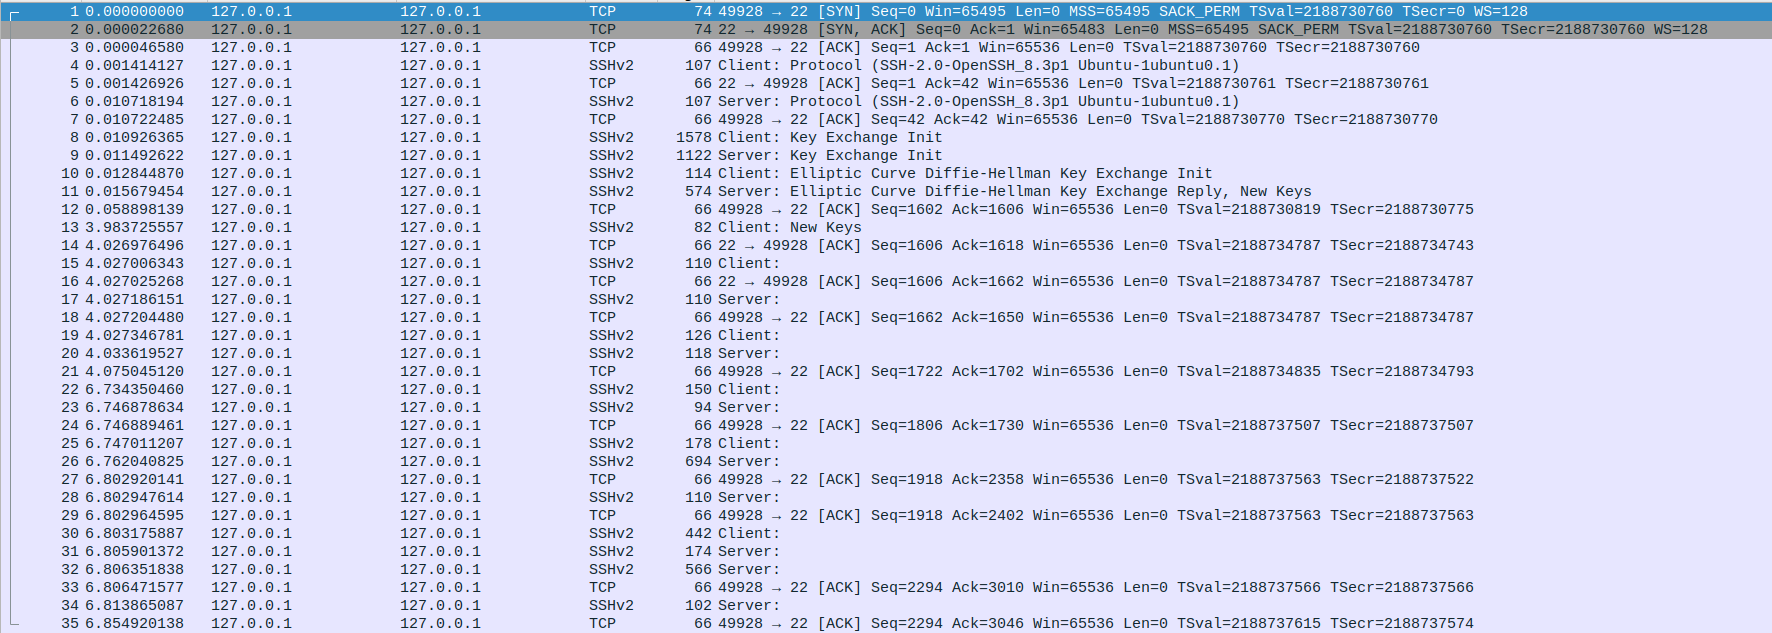 1 0.000000000 127.0.0.1 127.0.0.1 TCP 74 49928 → 22 [SYN] Seq=0 Win=65495 Len=0 MSS=65495 SACK_PERM TSval=2188730760 TSecr=0 WS=128
2 0.000022680 127.0.0.1 127.0.0.1 TCP 74 22 → 49928 [SYN, ACK] Seq=0 Ack=1 Win=65483 Len=0 MSS=65495 SACK_PERM TSval=2188730760 TSecr=2188730760 WS=128
3 0.000046580 127.0.0.1 127.0.0.1 TCP 66 49928 → 22 [ACK] Seq=1 Ack=1 Win=65536 Len=0 TSval=2188730760 TSecr=2188730760
4 0.001414127 127.0.0.1 127.0.0.1 SSHv2 107 Client: Protocol (SSH-2.0-OpenSSH_8.3p1 Ubuntu-1ubuntu0.1)
5 0.001426926 127.0.0.1 127.0.0.1 TCP 66 22 → 49928 [ACK] Seq=1 Ack=42 Win=65536 Len=0 TSval=2188730761 TSecr=2188730761
6 0.010718194 127.0.0.1 127.0.0.1 SSHv2 107 Server: Protocol (SSH-2.0-OpenSSH_8.3p1 Ubuntu-1ubuntu0.1)
7 0.010722485 127.0.0.1 127.0.0.1 TCP 66 49928 → 22 [ACK] Seq=42 Ack=42 Win=65536 Len=0 TSval=2188730770 TSecr=2188730770
8 0.010926365 127.0.0.1 127.0.0.1 SSHv2 1578 Client: Key Exchange Init
9 0.011492622 127.0.0.1 127.0.0.1 SSHv2 1122 Server: Key Exchange Init
10 0.012844870 127.0.0.1 127.0.0.1 SSHv2 114 Client: Elliptic Curve Diffie-Hellman Key Exchange Init
11 0.015679454 127.0.0.1 127.0.0.1 SSHv2 574 Server: Elliptic Curve Diffie-Hellman Key Exchange Reply, New Keys
12 0.058898139 127.0.0.1 127.0.0.1 TCP 66 49928 → 22 [ACK] Seq=1602 Ack=1606 Win=65536 Len=0 TSval=2188730819 TSecr=2188730775
13 3.983725557 127.0.0.1 127.0.0.1 SSHv2 82 Client: New Keys
14 4.026976496 127.0.0.1 127.0.0.1 TCP 66 22 → 49928 [ACK] Seq=1606 Ack=1618 Win=65536 Len=0 TSval=2188734787 TSecr=2188734743
15 4.027006343 127.0.0.1 127.0.0.1 SSHv2 110 Client:
16 4.027025268 127.0.0.1 127.0.0.1 TCP 66 22 → 49928 [ACK] Seq=1606 Ack=1662 Win=65536 Len=0 TSval=2188734787 TSecr=2188734787
17 4.027186151 127.0.0.1 127.0.0.1 SSHv2 110 Server:
18 4.027204480 127.0.0.1 127.0.0.1 TCP 66 49928 → 22 [ACK] Seq=1662 Ack=1650 Win=65536 Len=0 TSval=2188734787 TSecr=2188734787
19 4.027346781 127.0.0.1 127.0.0.1 SSHv2 126 Client:
20 4.033619527 127.0.0.1 127.0.0.1 SSHv2 118 Server:
21 4.075045120 127.0.0.1 127.0.0.1 TCP 66 49928 → 22 [ACK] Seq=1722 Ack=1702 Win=65536 Len=0 TSval=2188734835 TSecr=2188734793
22 6.734350460 127.0.0.1 127.0.0.1 SSHv2 150 Client:
23 6.746878634 127.0.0.1 127.0.0.1 SSHv2 94 Server:
24 6.746889461 127.0.0.1 127.0.0.1 TCP 66 49928 → 22 [ACK] Seq=1806 Ack=1730 Win=65536 Len=0 TSval=2188737507 TSecr=2188737507
25 6.747011207 127.0.0.1 127.0.0.1 SSHv2 178 Client:
26 6.762040825 127.0.0.1 127.0.0.1 SSHv2 694 Server:
27 6.802920141 127.0.0.1 127.0.0.1 TCP 66 49928 → 22 [ACK] Seq=1918 Ack=2358 Win=65536 Len=0 TSval=2188737563 TSecr=2188737522
28 6.802947614 127.0.0.1 127.0.0.1 SSHv2 110 Server:
29 6.802964595 127.0.0.1 127.0.0.1 TCP 66 49928 → 22 [ACK] Seq=1918 Ack=2402 Win=65536 Len=0 TSval=2188737563 TSecr=2188737563
30 6.803175887 127.0.0.1 127.0.0.1 SSHv2 442 Client:
31 6.805901372 127.0.0.1 127.0.0.1 SSHv2 174 Server:
32 6.806351838 127.0.0.1 127.0.0.1 SSHv2 566 Server:
33 6.806471577 127.0.0.1 127.0.0.1 TCP 66 49928 → 22 [ACK] Seq=2294 Ack=3010 Win=65536 Len=0 TSval=2188737566 TSecr=2188737566
34 6.813865087 127.0.0.1 127.0.0.1 SSHv2 102 Server:
35 6.854920138 127.0.0.1 127.0.0.1 TCP 66 49928 → 22 [ACK] Seq=2294 Ack=3046 Win=65536 Len=0 TSval=2188737615 TSecr=2188737574